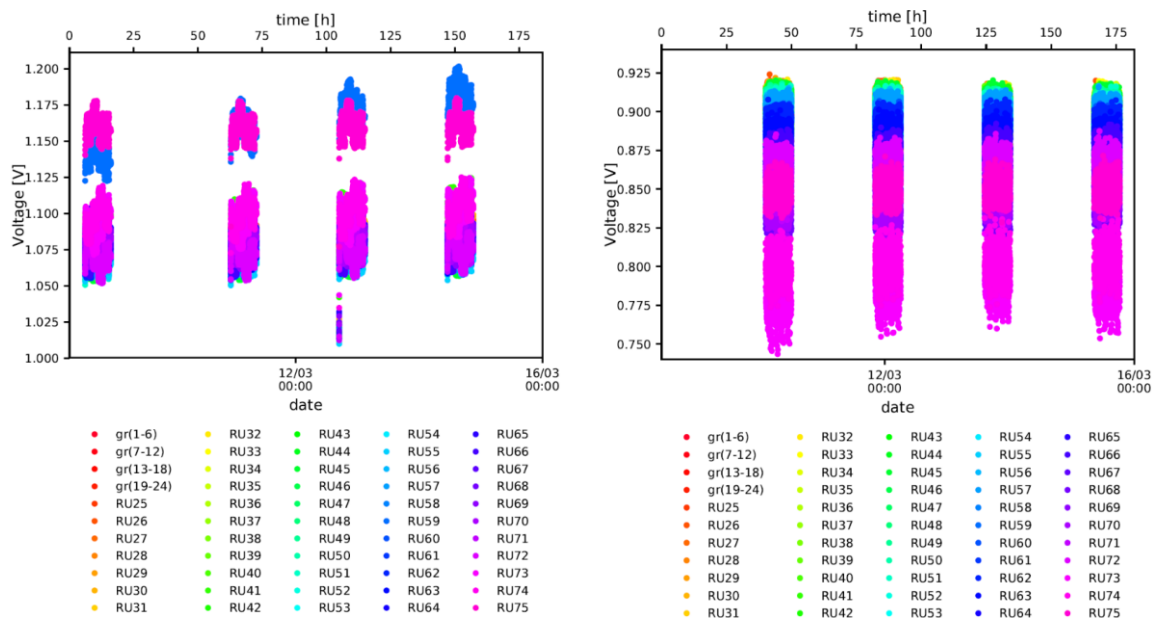 time [h]
0 25 50 75 100 125 150 175
Voltage [V]
1.200
1.175
1.150
1.125
1.100
1.075
1.050
1.025
1.000
12/03 16/03
00:00 00:00
date
gr(1-6) RU32 RU43 RU54 RU65
gr(7-12) RU33 RU44 RU55 RU66
gr(13-18) RU34 RU45 RU56 RU67
gr(19-24) RU35 RU46 RU57 RU68
RU25 RU36 RU47 RU58 RU69
RU26 RU37 RU48 RU59 RU70
RU27 RU38 RU49 RU60 RU71
RU28 RU39 RU50 RU61 RU72
RU29 RU40 RU51 RU62 RU73
RU30 RU41 RU52 RU63 RU74
RU31 RU42 RU53 RU64 RU75
time [h]
0 25 50 75 100 125 150 175
Voltage [V]
0.925
0.900
0.875
0.850
0.825
0.800
0.775
0.750
12/03 16/03
00:00 00:00
date
gr(1-6) RU32 RU43 RU54 RU65
gr(7-12) RU33 RU44 RU55 RU66
gr(13-18) RU34 RU45 RU56 RU67
gr(19-24) RU35 RU46 RU57 RU68
RU25 RU36 RU47 RU58 RU69
RU26 RU37 RU48 RU59 RU70
RU27 RU38 RU49 RU60 RU71
RU28 RU39 RU50 RU61 RU72
RU29 RU40 RU51 RU62 RU73
RU30 RU41 RU52 RU63 RU74
RU31 RU42 RU53 RU64 RU75